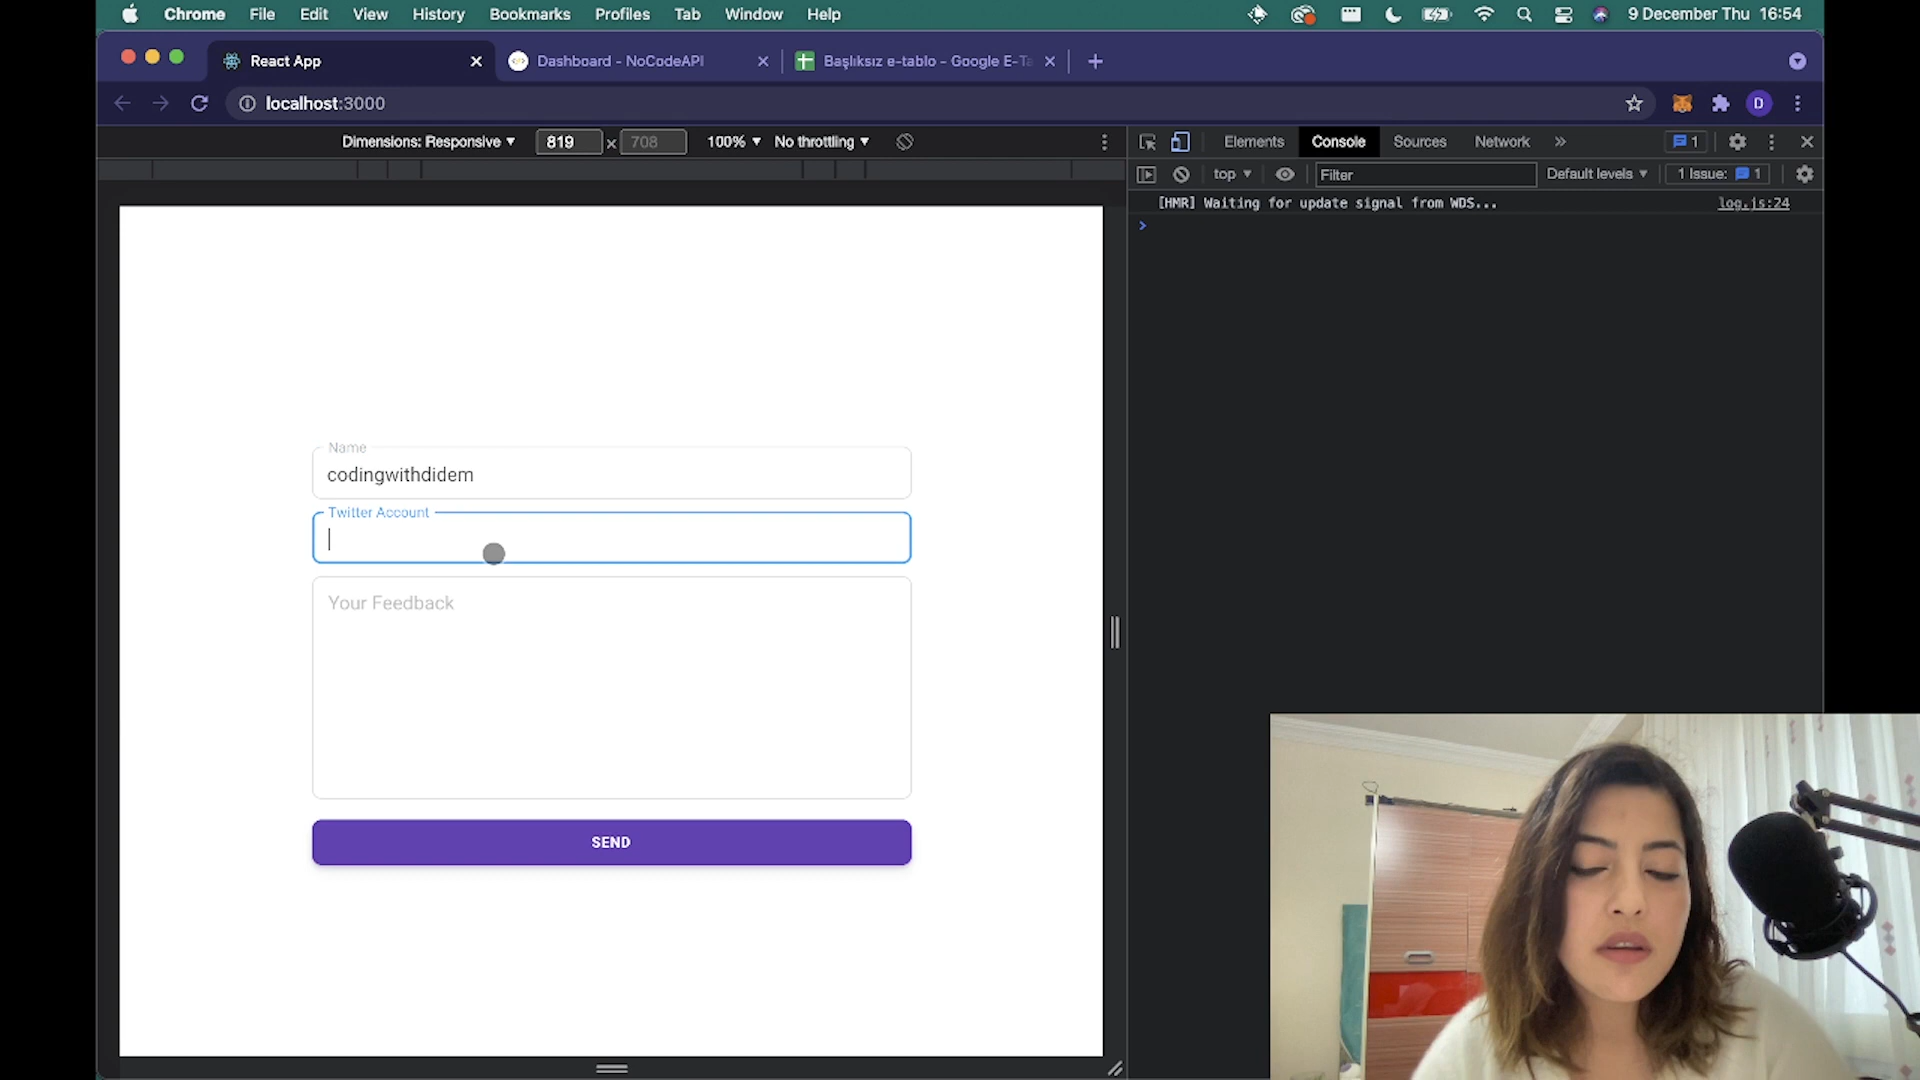 Chrome File Edit View History Bookmarks Profiles Tab Window Help
9 December Thu 16:54
React App
Dashboard - NoCodeAPI
Başlıksız e-tablo - Google E-Ta
localhost:3000
D
Dimensions: Responsive 819 x 708 100% No throttling
Elements Console Sources Network 1
top Filter Default levels 1 Issue: 1
[HMR] Waiting for update signal from WDS... log.js:24
Name
codingwithdidem
Twitter Account
Your Feedback
SEND